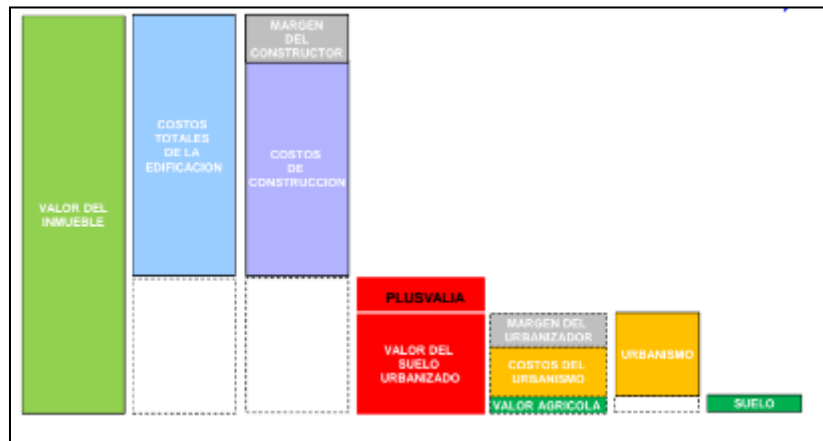 VALOR DEL
INMUEBLE
COSTOS
TOTALES
DE LA
EDIFICACION
MARGEN
DEL
CONSTRUCTOR
COSTOS
DE
CONSTRUCCION
PLUSVALIA
VALOR DEL
SUELO
URBANIZADO
MARGEN DEL
URBANIZADOR
COSTOS DEL
URBANISMO
VALOR AGRICOLA
URBANISMO
SUELO